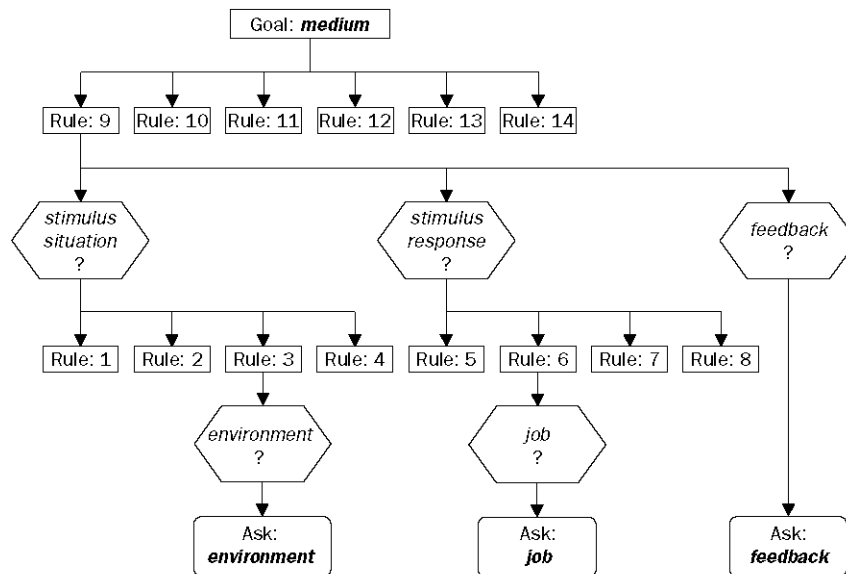 Goal: medium
Rule: 9
Rule: 10
Rule: 11
Rule: 12
Rule: 13
Rule: 14
stimulus
situation
?
stimulus
response
?
feedback
?
Rule: 1
Rule: 2
Rule: 3
Rule: 4
Rule: 5
Rule: 6
Rule: 7
Rule: 8
environment
?
job
?
Ask:
environment
Ask:
job
Ask:
feedback